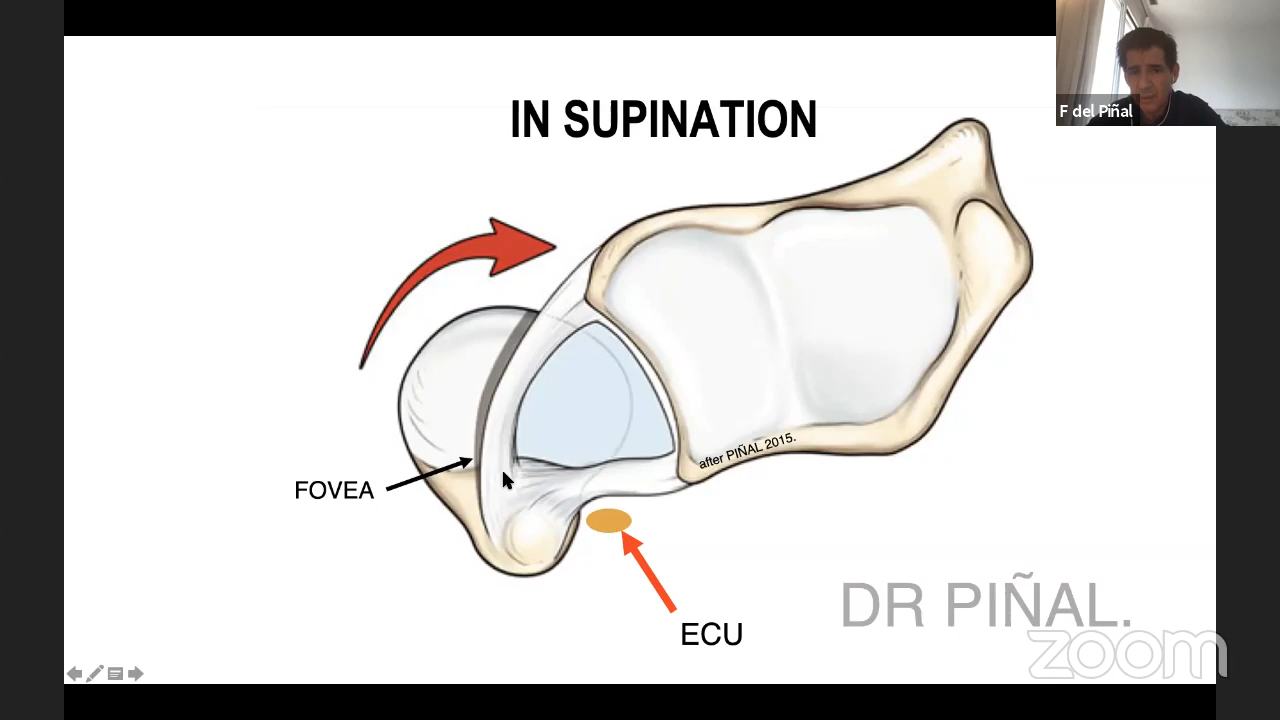 F del Piñal
IN SUPINATION
after PIÑAL 2015.
FOVEA
ECU
DR PIÑAL.
zoom